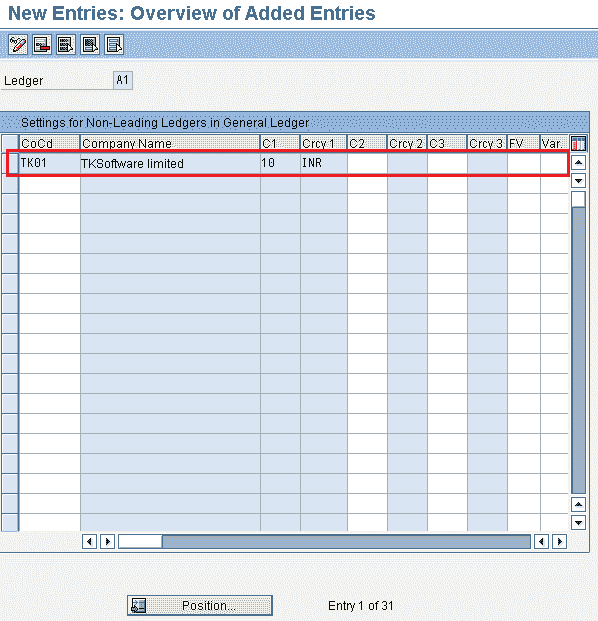 New Entries: Overview of Added Entries
Ledger A1
Settings for Non-Leading Ledgers in General Ledger
CoCd Company Name C1 Crcy 1 C2 Crcy 2 C3 Crcy 3 FV Var.
TK01 TKSoftware limited 10 INR
Position... Entry 1 of 31